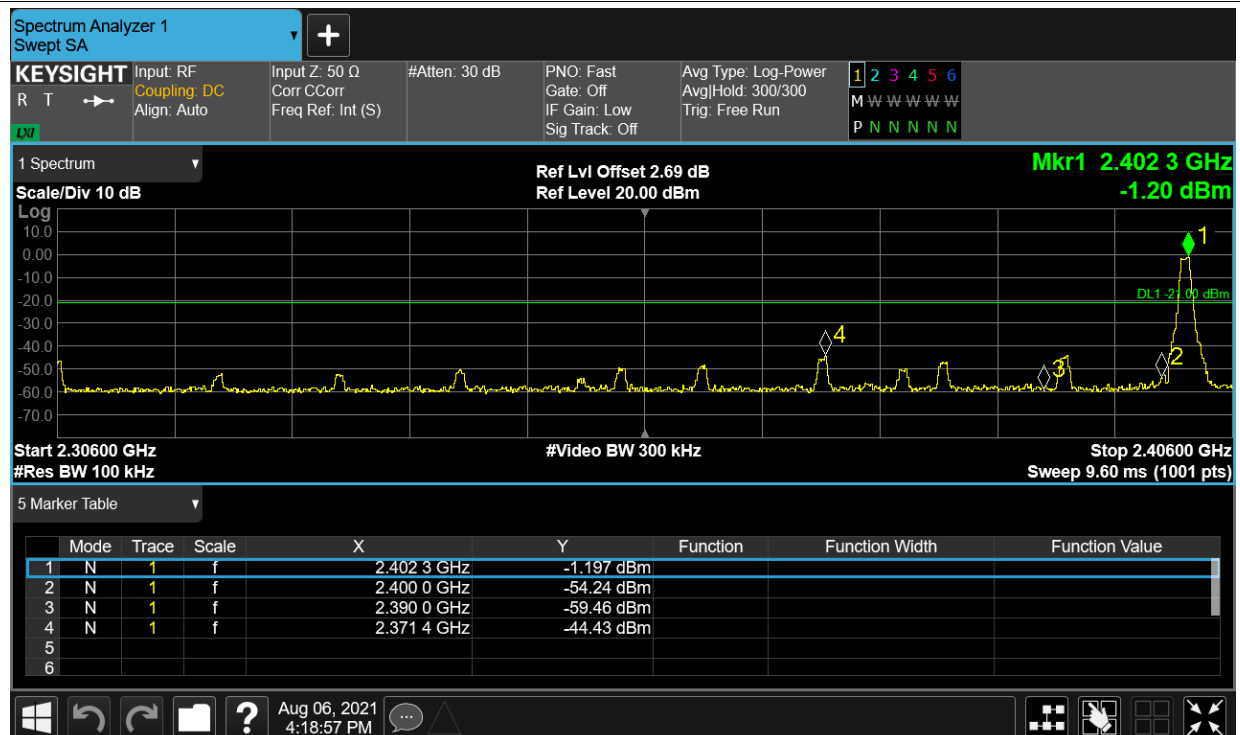 Spectrum Analyzer 1
Swept SA
+
KEYSIGHT
R T
LXI
Input: RF
Coupling: DC
Align: Auto
Input Z: 50 Ω
Corr CCorr
Freq Ref: Int (S)
#Atten: 30 dB
PNO: Fast
Gate: Off
IF Gain: Low
Sig Track: Off
Avg Type: Log-Power
Avg|Hold: 300/300
Trig: Free Run
1 2 3 4 5 6
M W W W W W
P N N N N N
1 Spectrum
Scale/Div 10 dB
Ref Lvl Offset 2.69 dB
Ref Level 20.00 dBm
Mkr1 2.402 3 GHz
-1.20 dBm
Log
10.0
0.00
-10.0
-20.0
-30.0
-40.0
-50.0
-60.0
-70.0
1
DL1 -21.00 dBm
4
3
2
Start 2.30600 GHz
#Res BW 100 kHz
#Video BW 300 kHz
Stop 2.40600 GHz
Sweep 9.60 ms (1001 pts)
5 Marker Table
Mode Trace Scale X Y Function Function Width Function Value
1 N 1 f 2.402 3 GHz -1.197 dBm
2 N 1 f 2.400 0 GHz -54.24 dBm
3 N 1 f 2.390 0 GHz -59.46 dBm
4 N 1 f 2.371 4 GHz -44.43 dBm
5
6
?
Aug 06, 2021
4:18:57 PM